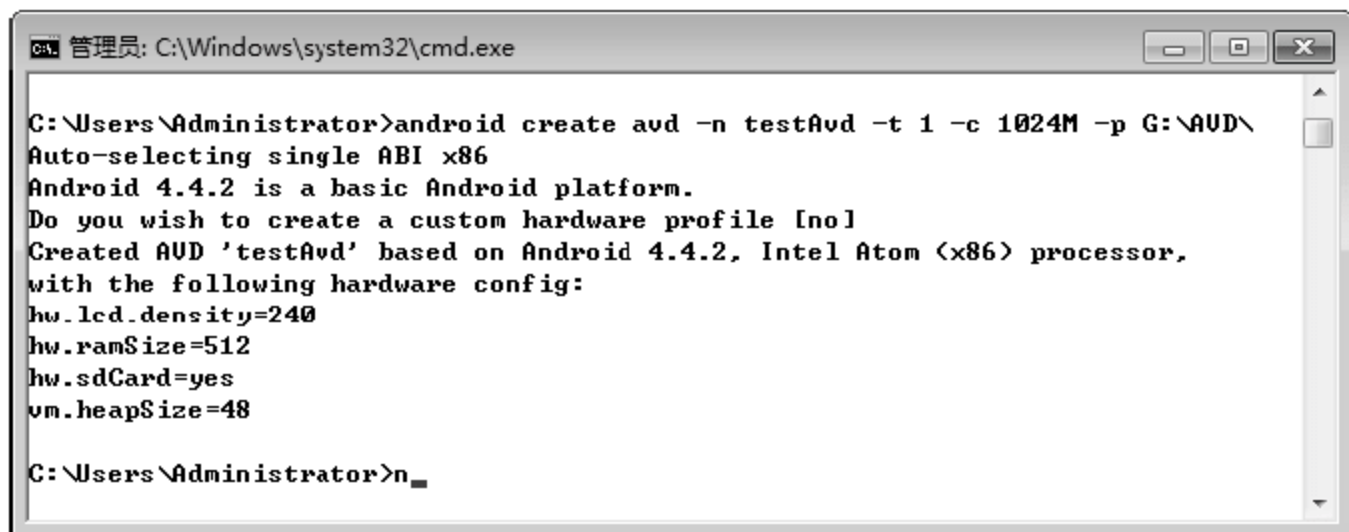 管理员: C:\Windows\system32\cmd.exe
C:\Users\Administrator>android create avd -n testAvd -t 1 -c 1024M -p G:\AVD\
Auto-selecting single ABI x86
Android 4.4.2 is a basic Android platform.
Do you wish to create a custom hardware profile [no]
Created AVD 'testAvd' based on Android 4.4.2, Intel Atom (x86) processor,
with the following hardware config:
hw.lcd.density=240
hw.ramSize=512
hw.sdCard=yes
vm.heapSize=48
C:\Users\Administrator>n